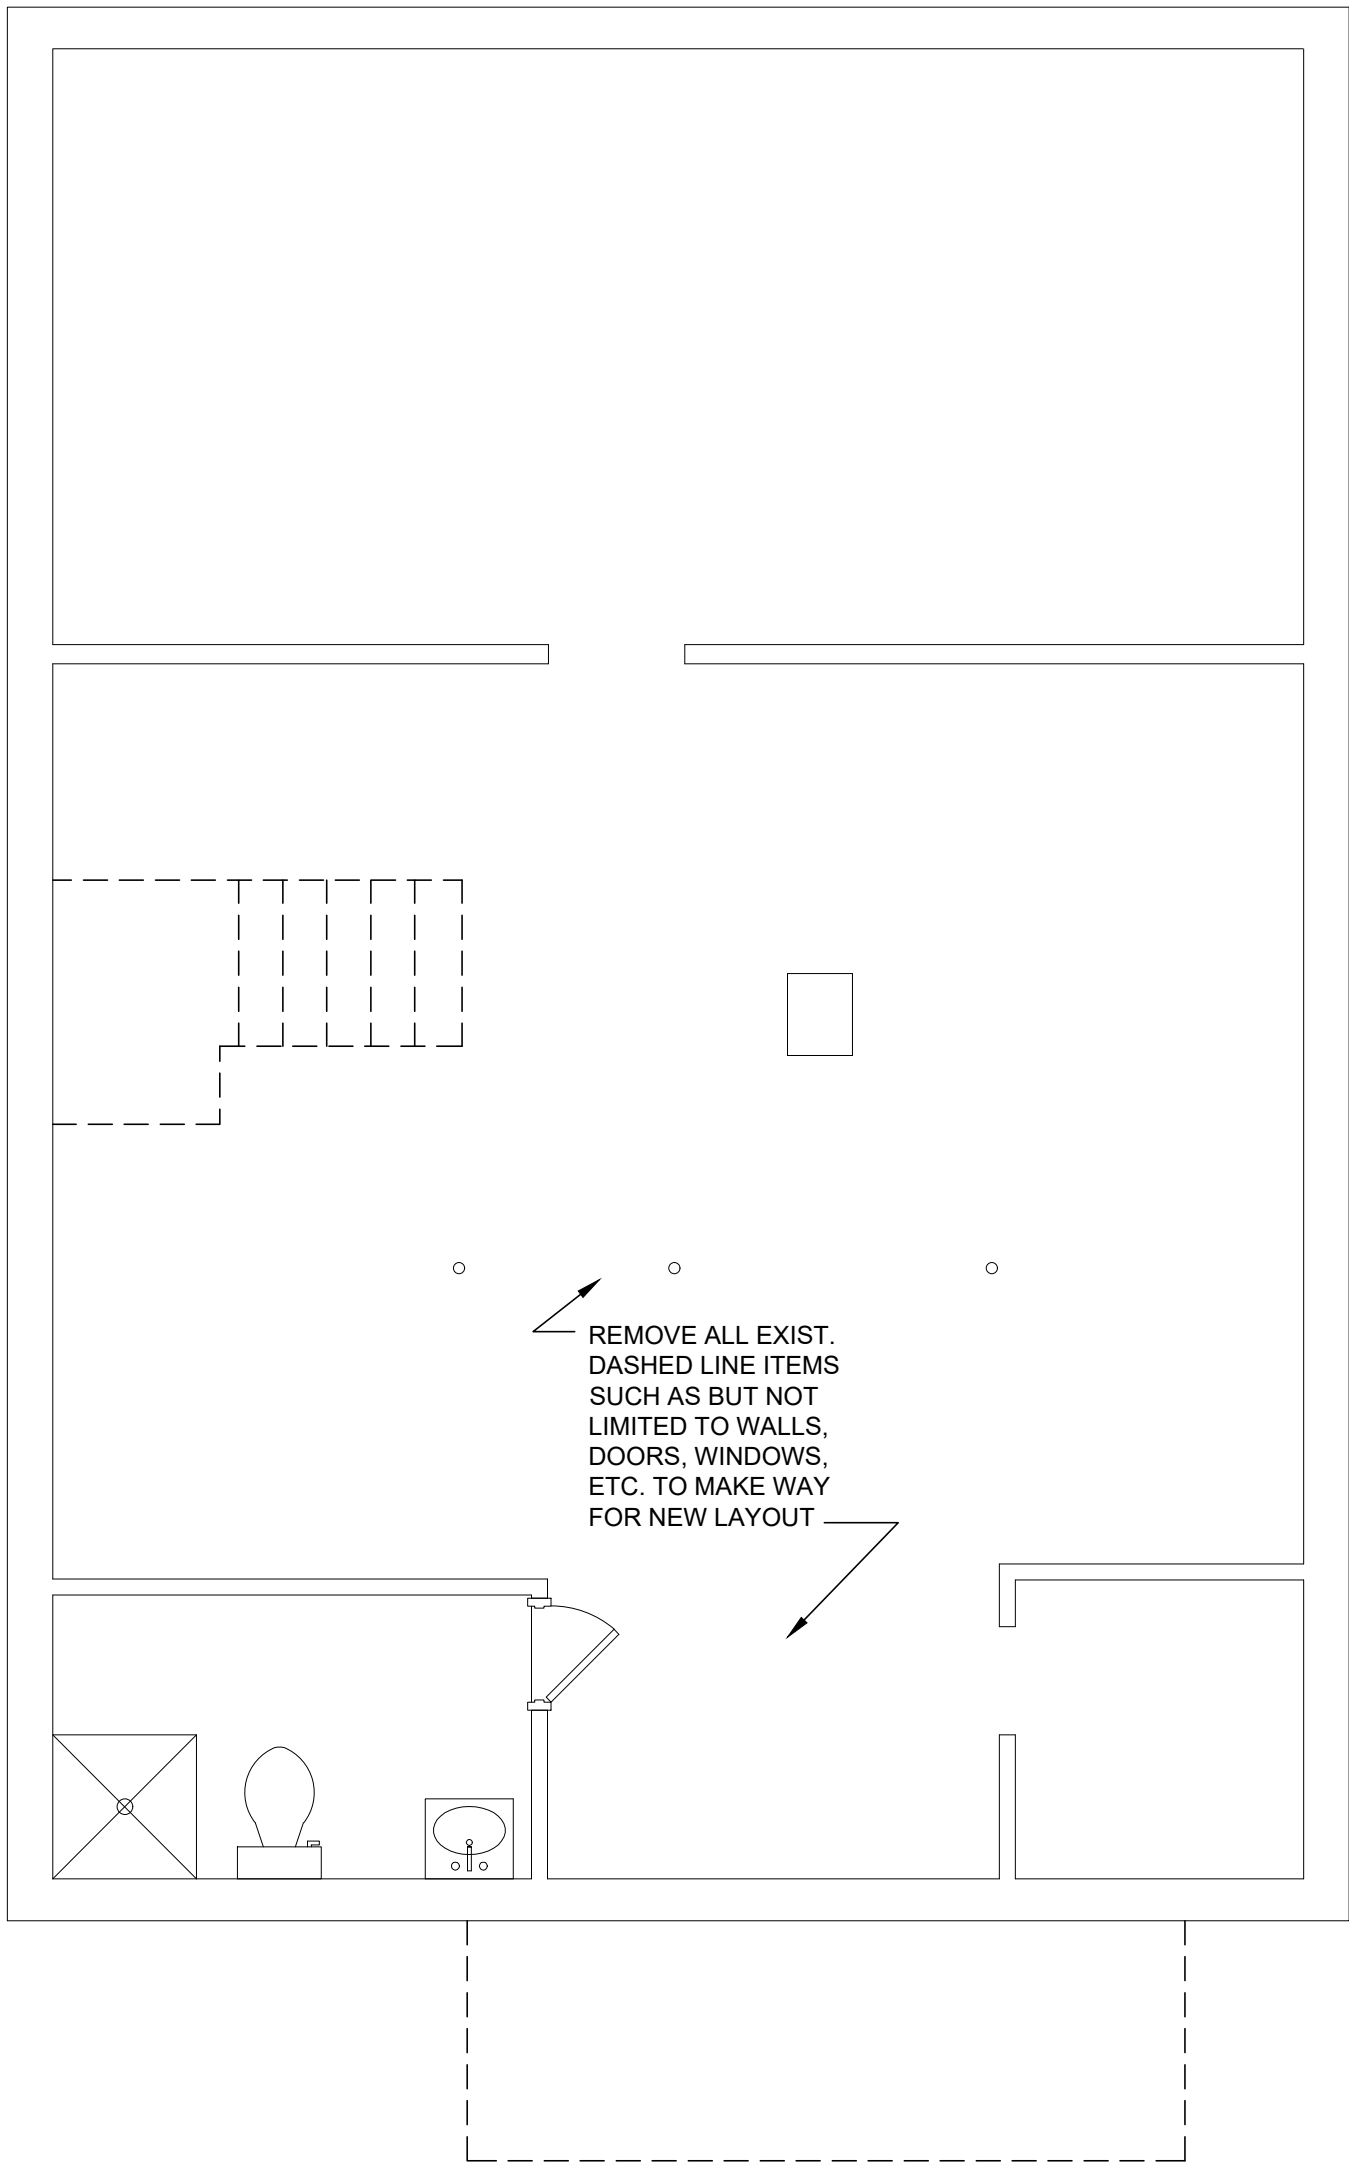 REMOVE ALL EXIST.
DASHED LINE ITEMS
SUCH AS BUT NOT
LIMITED TO WALLS,
DOORS, WINDOWS,
ETC. TO MAKE WAY
FOR NEW LAYOUT